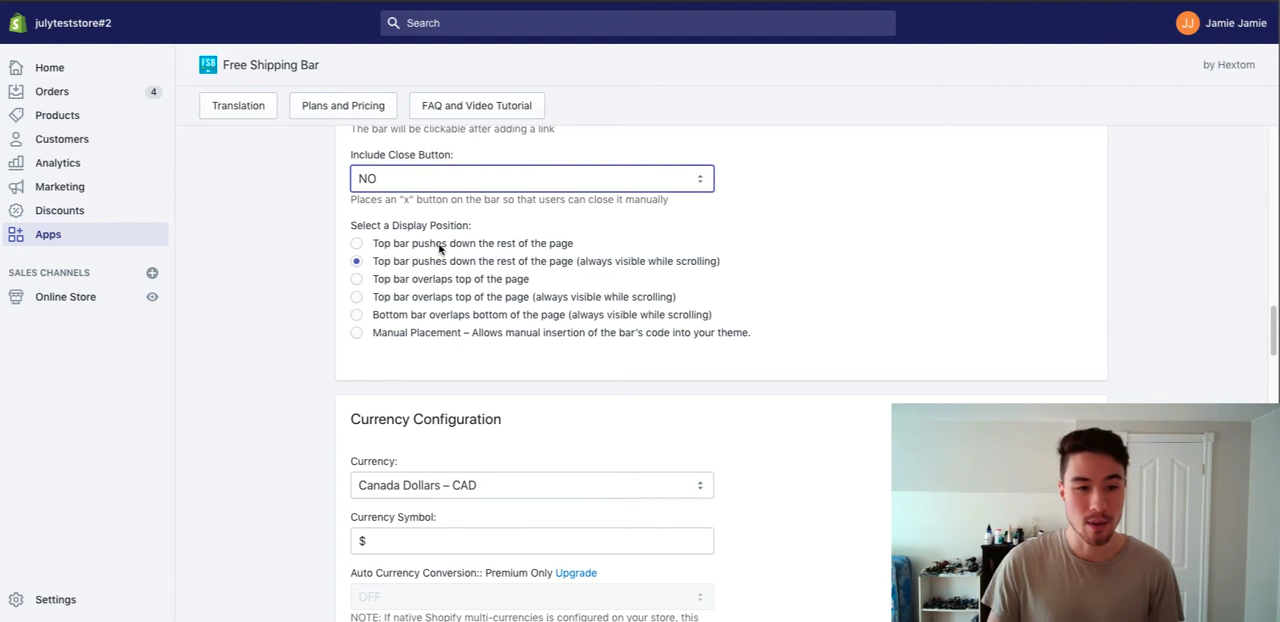 julyteststore#2
Search
JJ
Jamie Jamie
Home
Orders
4
Products
Customers
Analytics
Marketing
Discounts
Apps
SALES CHANNELS
Online Store
Settings
FSB
Free Shipping Bar
by Hextom
Translation
Plans and Pricing
FAQ and Video Tutorial
The bar will be clickable after adding a link
Include Close Button:
NO
Places an "x" button on the bar so that users can close it manually
Select a Display Position:
Top bar pushes down the rest of the page
Top bar pushes down the rest of the page (always visible while scrolling)
Top bar overlaps top of the page
Top bar overlaps top of the page (always visible while scrolling)
Bottom bar overlaps bottom of the page (always visible while scrolling)
Manual Placement – Allows manual insertion of the bar's code into your theme.
Currency Configuration
Currency:
Canada Dollars – CAD
Currency Symbol:
$
Auto Currency Conversion:: Premium Only Upgrade
OFF
NOTE: If native Shopify multi-currencies is configured on your store, this